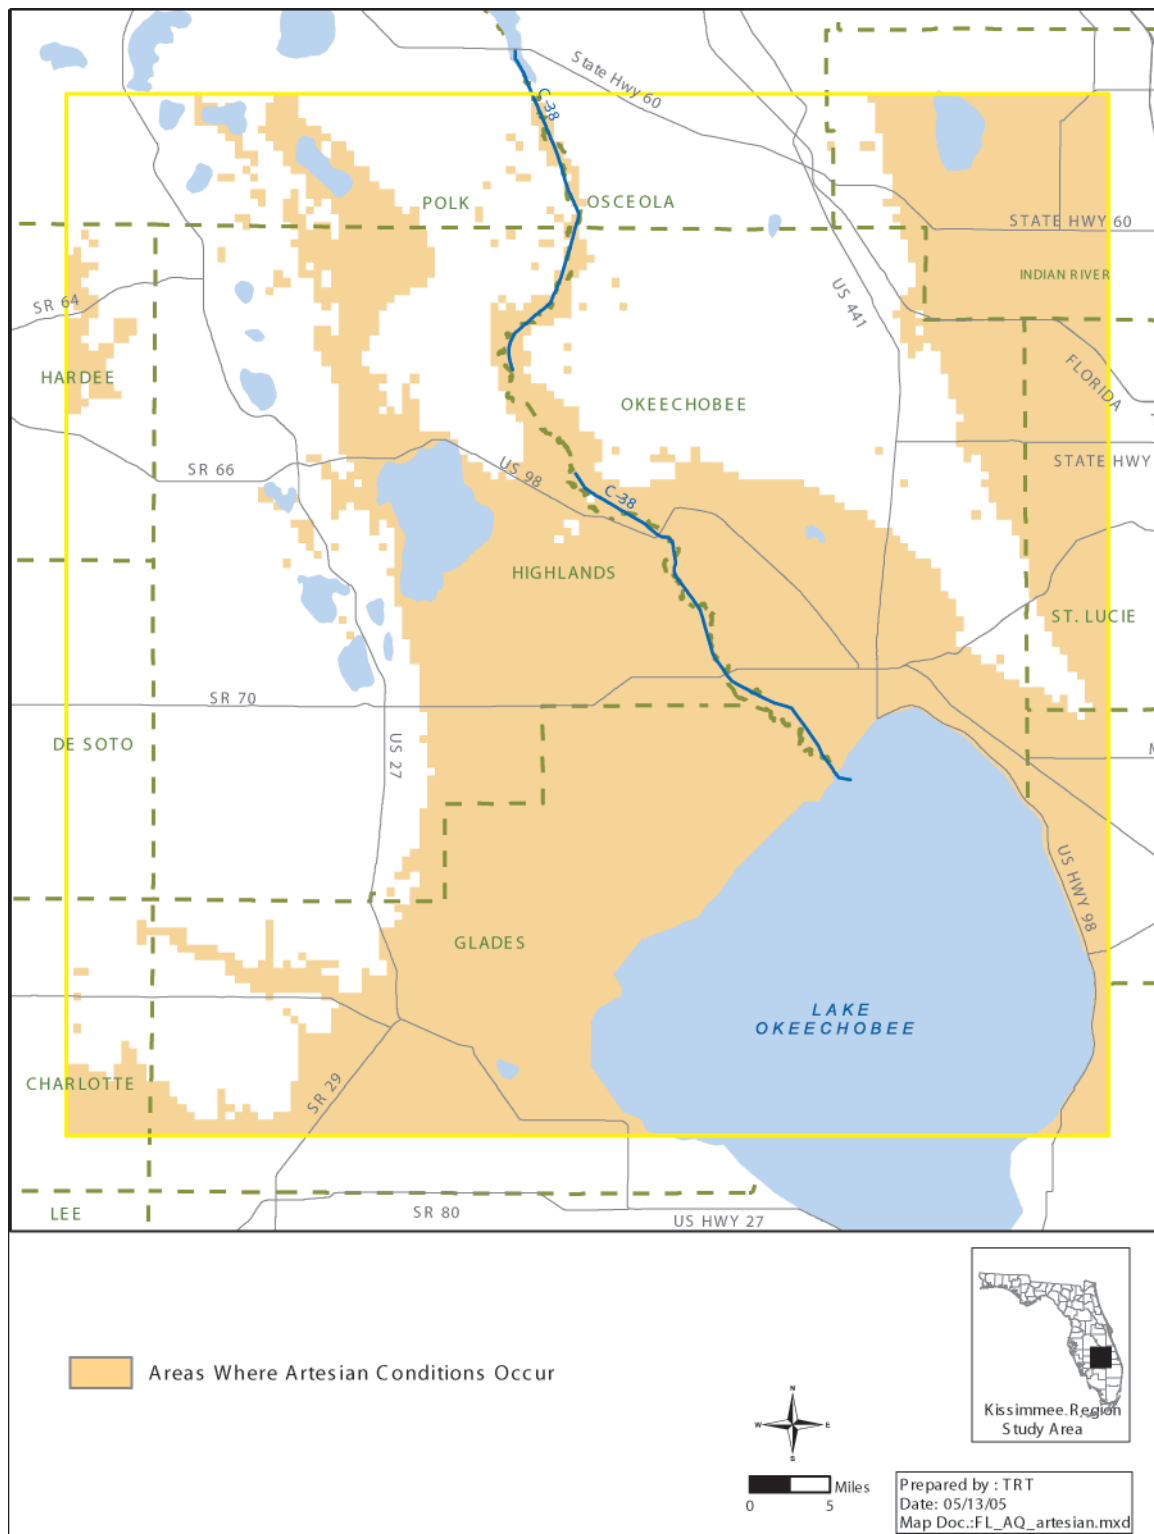 State Hwy 60
C-38
POLK
OSCEOLA
STATE HWY 60
INDIAN RIVER
SR 64
US 441
HARDEE
FLORIDA
OKEECHOBEE
SR 66
US 98
STATE HWY
C-38
HIGHLANDS
ST. LUCIE
SR 70
DE SOTO
US 27
US HWY 98
GLADES
LAKE
OKEECHOBEE
CHARLOTTE
SR 29
LEE
SR 80
US HWY 27
Areas Where Artesian Conditions Occur
N
W
E
S
Miles
0
5
Kissimmee Region
Study Area
Prepared by : TRT
Date: 05/13/05
Map Doc.:FL_AQ_artesian.mxd